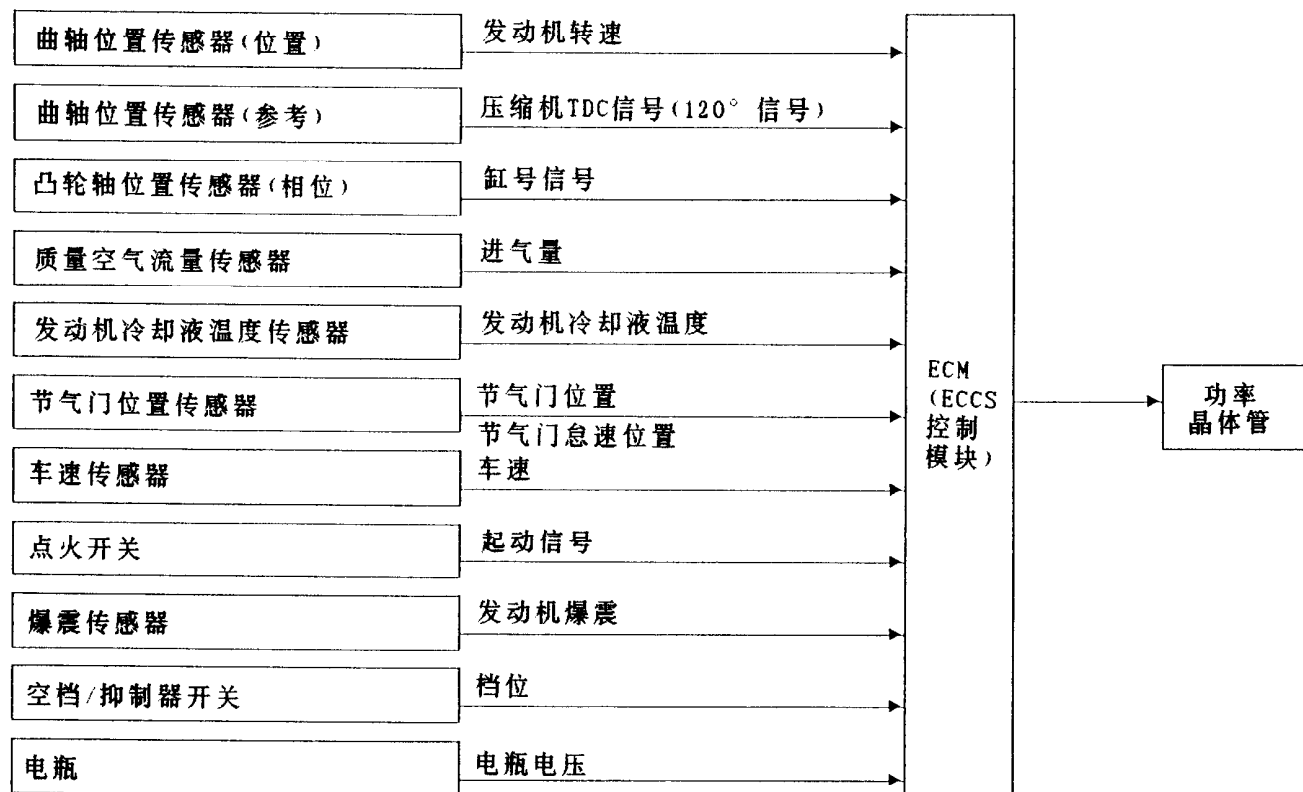 曲轴位置传感器(位置)
发动机转速
曲轴位置传感器(参考)
压缩机TDC信号(120° 信号)
凸轮轴位置传感器(相位)
缸号信号
质量空气流量传感器
进气量
发动机冷却液温度传感器
发动机冷却液温度
节气门位置传感器
节气门位置
节气门怠速位置
车速传感器
车速
点火开关
起动信号
爆震传感器
发动机爆震
空档/抑制器开关
档位
电瓶
电瓶电压
ECM
(ECCS
控制
模块)
功率
晶体管